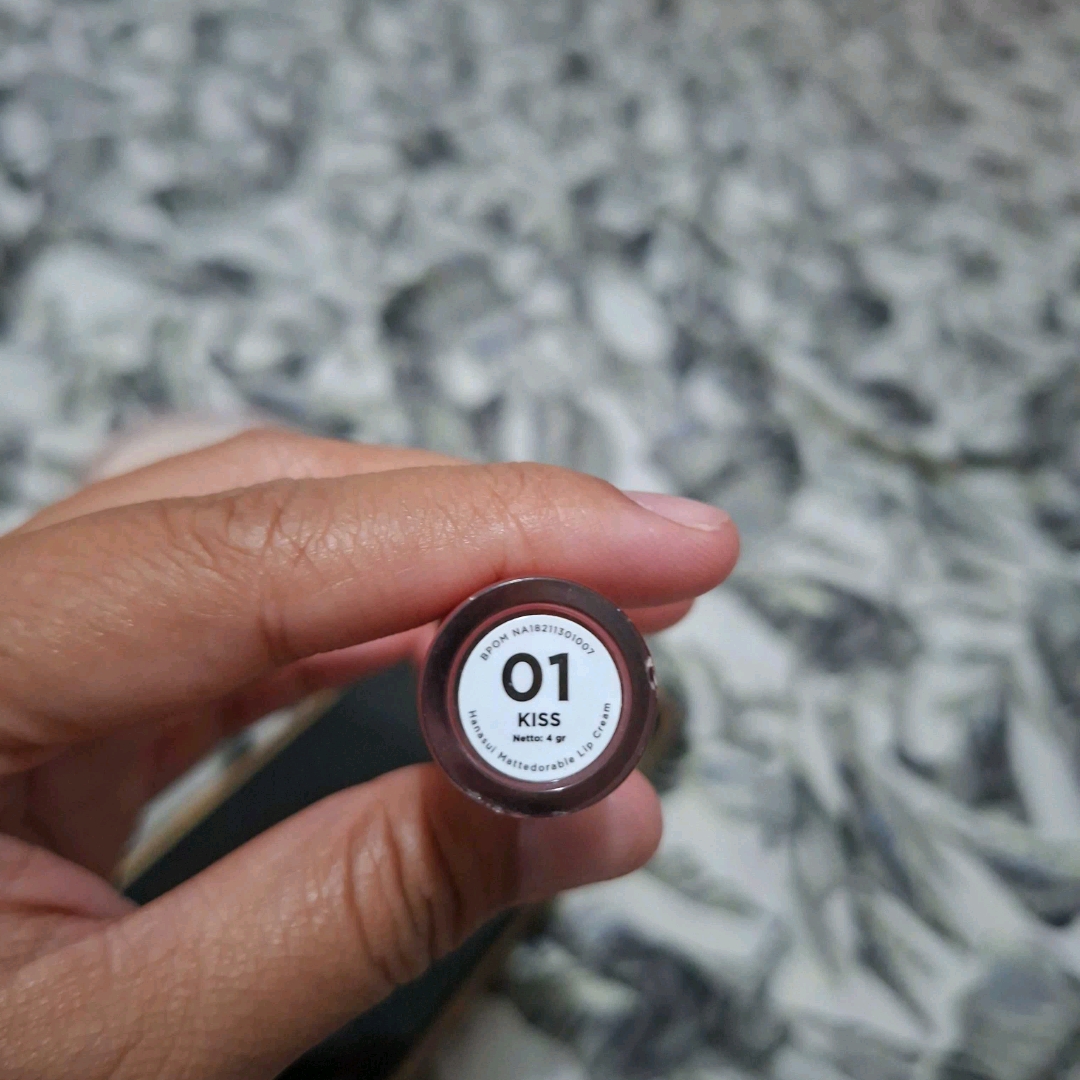 BPOM NA18211301007
01
KISS
Netto: 4 gr
Hanasui Mattedorable Lip Cream